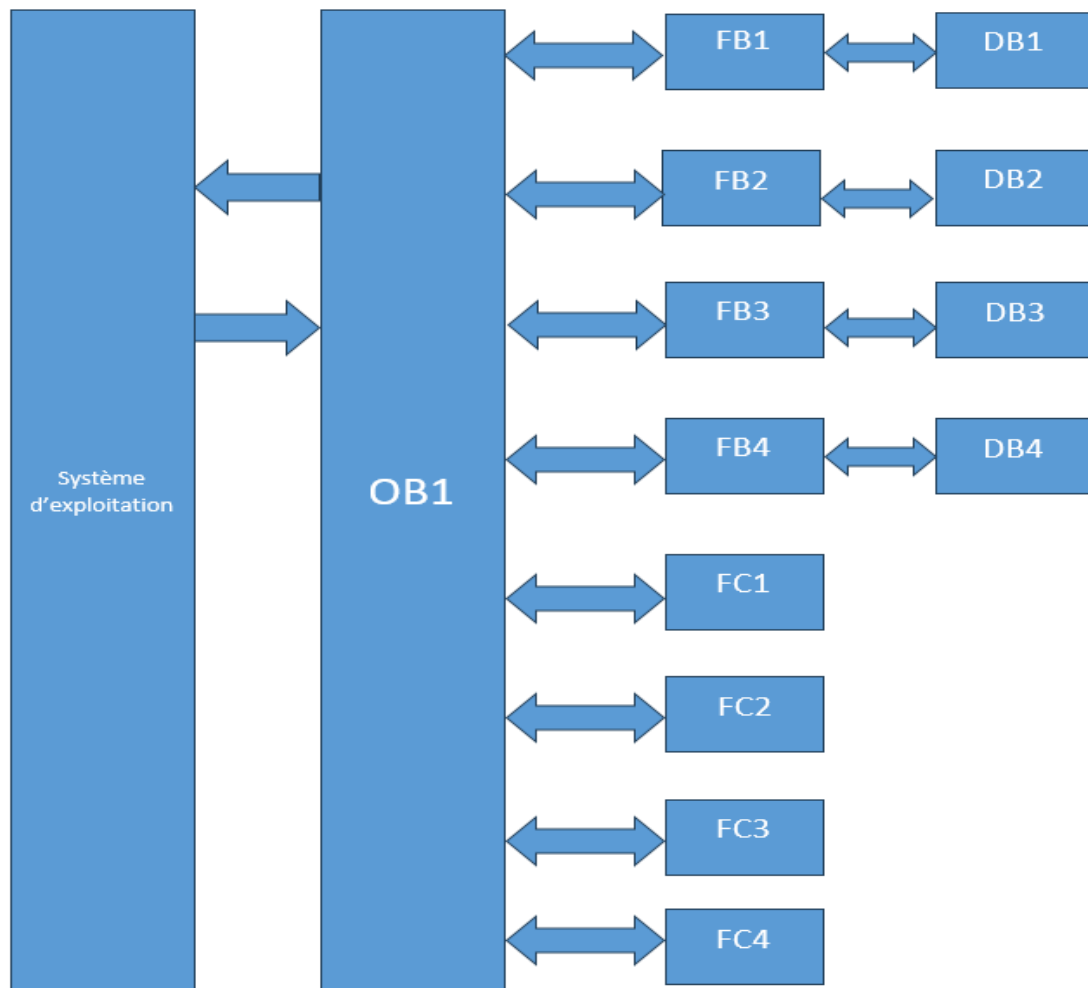 FB1
DB1
FB2
DB2
FB3
DB3
FB4
DB4
Système
d’exploitation
OB1
FC1
FC2
FC3
FC4